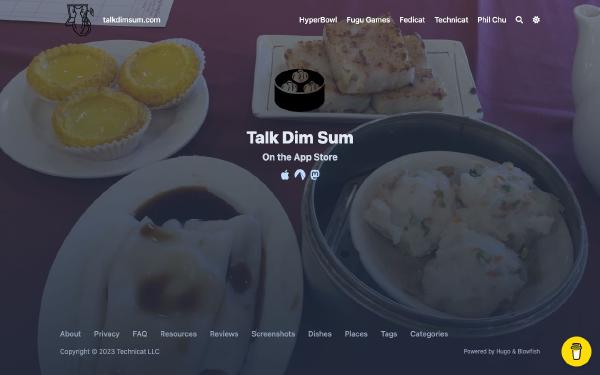 talkdimsum.com
HyperBowl Fugu Games Fedicat Technicat Phil Chu
Talk Dim Sum
On the App Store
About Privacy FAQ Resources Reviews Screenshots Dishes Places Tags Categories
Copyright © 2023 Technicat LLC
Powered by Hugo & Blowfish